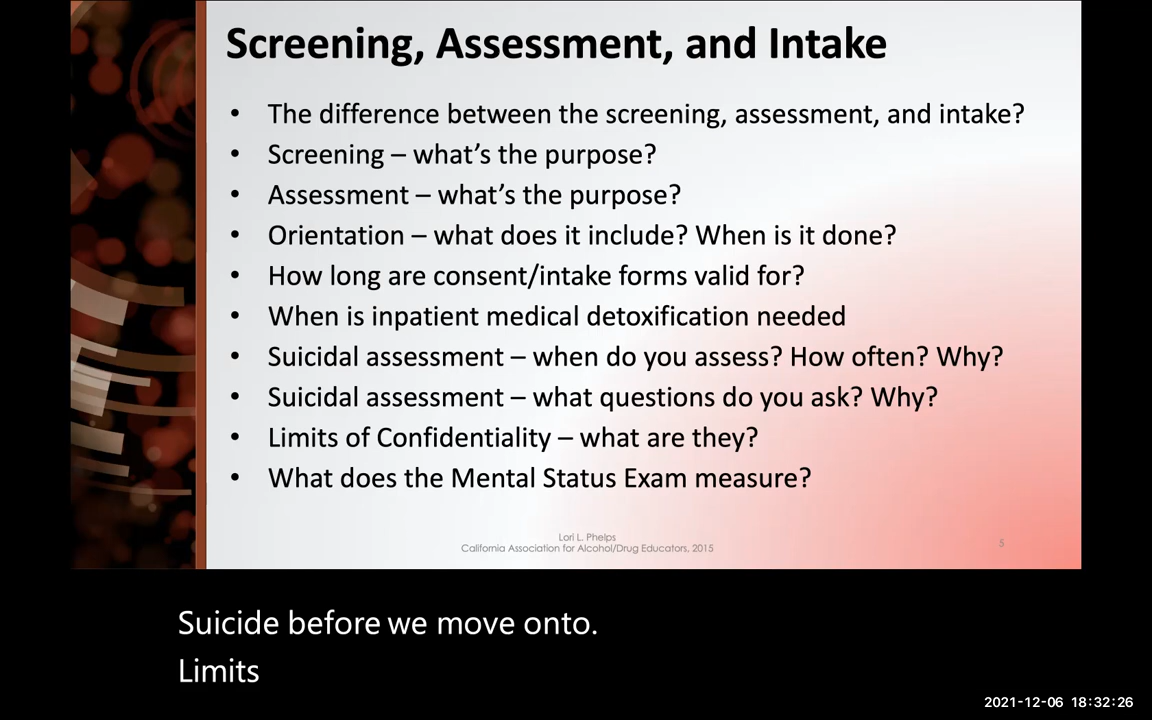 Screening, Assessment, and Intake
• The difference between the screening, assessment, and intake?
• Screening – what’s the purpose?
• Assessment – what’s the purpose?
• Orientation – what does it include? When is it done?
• How long are consent/intake forms valid for?
• When is inpatient medical detoxification needed
• Suicidal assessment – when do you assess? How often? Why?
• Suicidal assessment – what questions do you ask? Why?
• Limits of Confidentiality – what are they?
• What does the Mental Status Exam measure?
Lori L. Phelps
California Association for Alcohol/Drug Educators, 2015
5
Suicide before we move onto.
Limits
2021-12-06 18:32:26